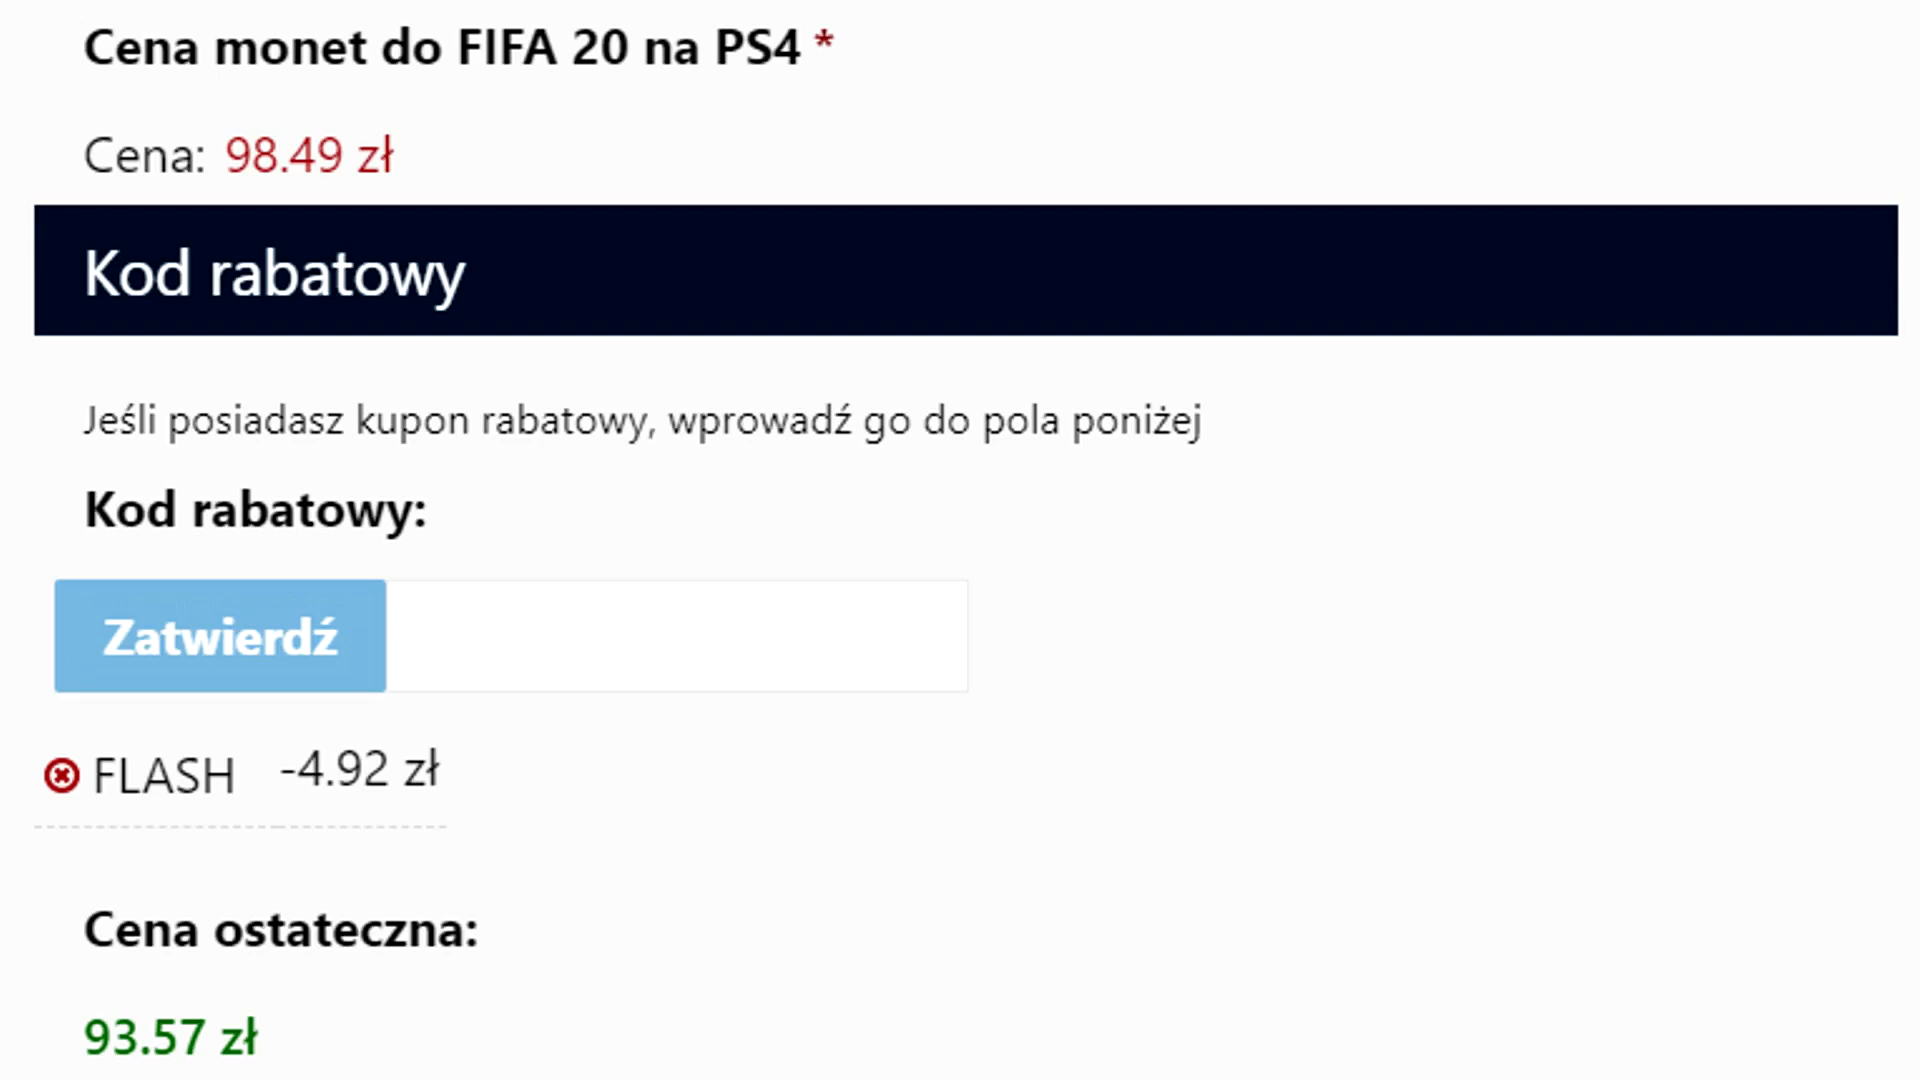 Cena monet do FIFA 20 na PS4 *
Cena: 98.49 zł
Kod rabatowy
Jeśli posiadasz kupon rabatowy, wprowadź go do pola poniżej
Kod rabatowy:
Zatwierdź
FLASH -4.92 zł
Cena ostateczna:
93.57 zł